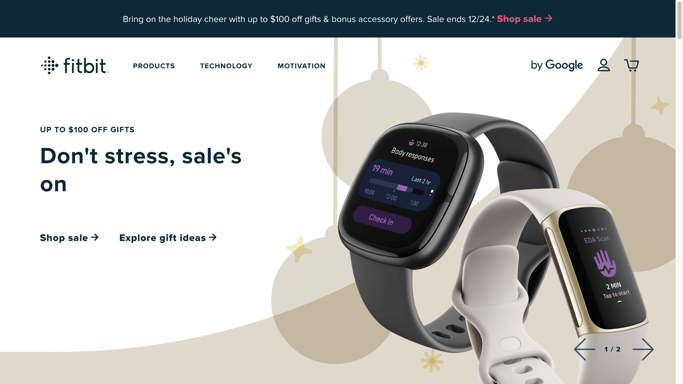 Bring on the holiday cheer with up to $100 off gifts & bonus accessory offers. Sale ends 12/24.* Shop sale →
fitbit.
PRODUCTS
TECHNOLOGY
MOTIVATION
by Google
UP TO $100 OFF GIFTS
Don't stress, sale's
on
Shop sale →
Explore gift ideas →
12:38
Body responses
19 min
Last 2 hr
11:00
12:00
1:00
Check in
EDA Scan
2 MIN
Tap to start
1 / 2